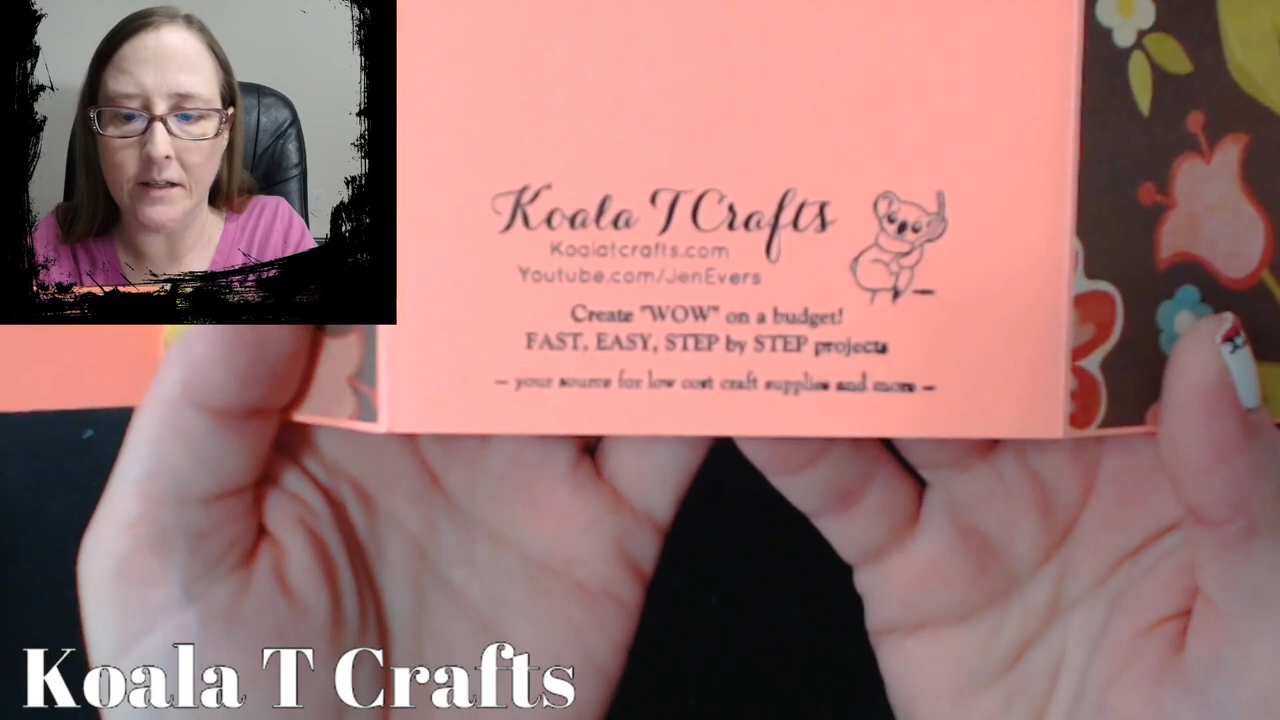 Koala T Crafts
Koalatcrafts.com
Youtube.com/JenEvers
Create "WOW" on a budget!
FAST, EASY, STEP by STEP projects
– your source for low cost craft supplies and more –
Koala T Crafts